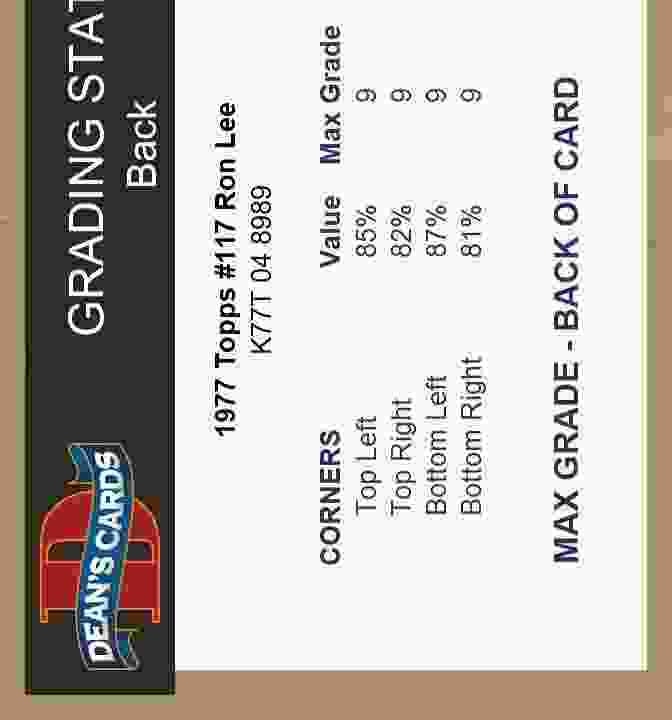 DEAN'S CARDS
GRADING STAT
Back
1977 Topps #117 Ron Lee
K77T 04 8989
CORNERS Value Max Grade
Top Left 85% 9
Top Right 82% 9
Bottom Left 87% 9
Bottom Right 81% 9
MAX GRADE - BACK OF CARD